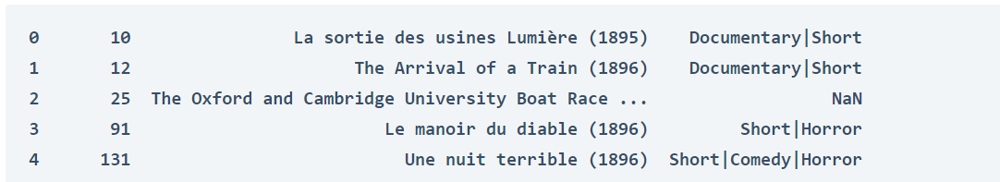 0 10 La sortie des usines Lumière (1895) Documentary|Short
1 12 The Arrival of a Train (1896) Documentary|Short
2 25 The Oxford and Cambridge University Boat Race ... NaN
3 91 Le manoir du diable (1896) Short|Horror
4 131 Une nuit terrible (1896) Short|Comedy|Horror